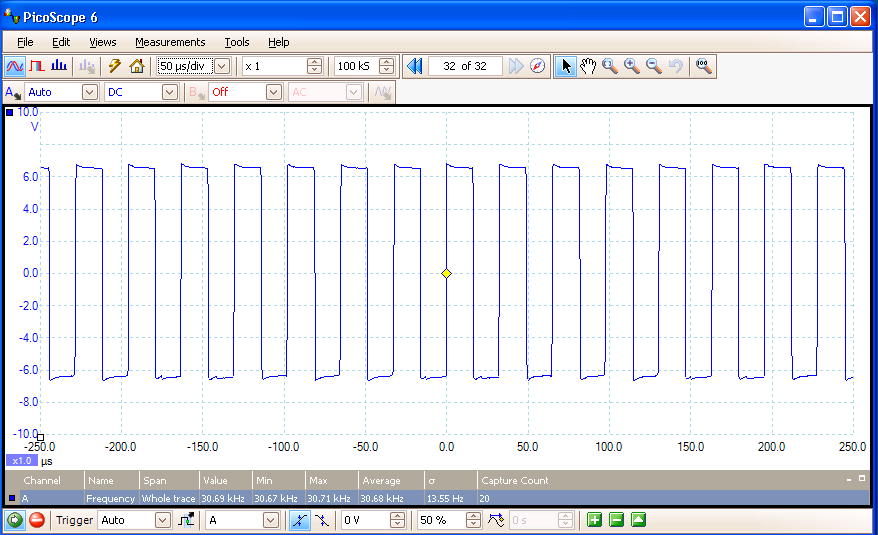 PicoScope 6
File Edit Views Measurements Tools Help
50 µs/div x 1 100 kS 32 of 32
A Auto DC B Off AC
10.0
V
6.0
4.0
2.0
0.0
-2.0
-4.0
-6.0
-8.0
-10.0
-250.0 -200.0 -150.0 -100.0 -50.0 0.0 50.0 100.0 150.0 200.0 250.0
x1.0 µs
Channel Name Span Value Min Max Average σ Capture Count
A Frequency Whole trace 30.69 kHz 30.67 kHz 30.71 kHz 30.68 kHz 13.55 Hz 20
Trigger Auto A 0 V 50 % 0 s